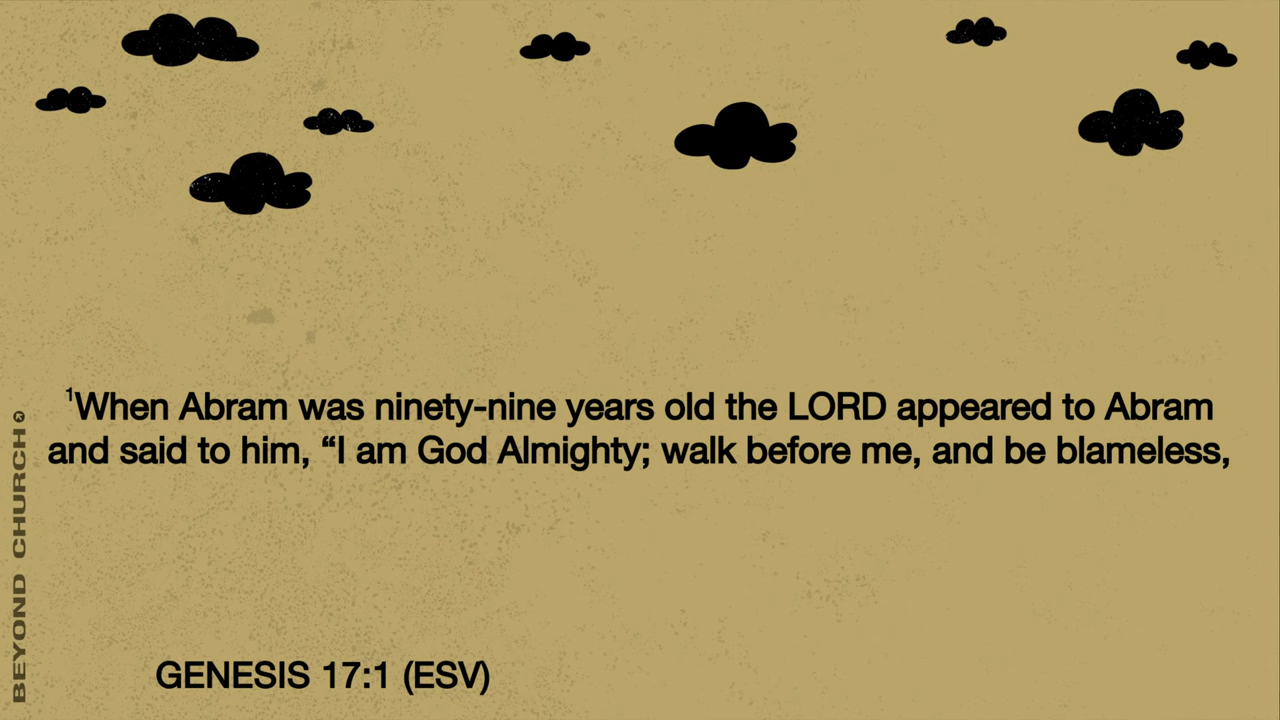 ¹When Abram was ninety-nine years old the LORD appeared to Abram
and said to him, “I am God Almighty; walk before me, and be blameless,
GENESIS 17:1 (ESV)
BEYOND CHURCH